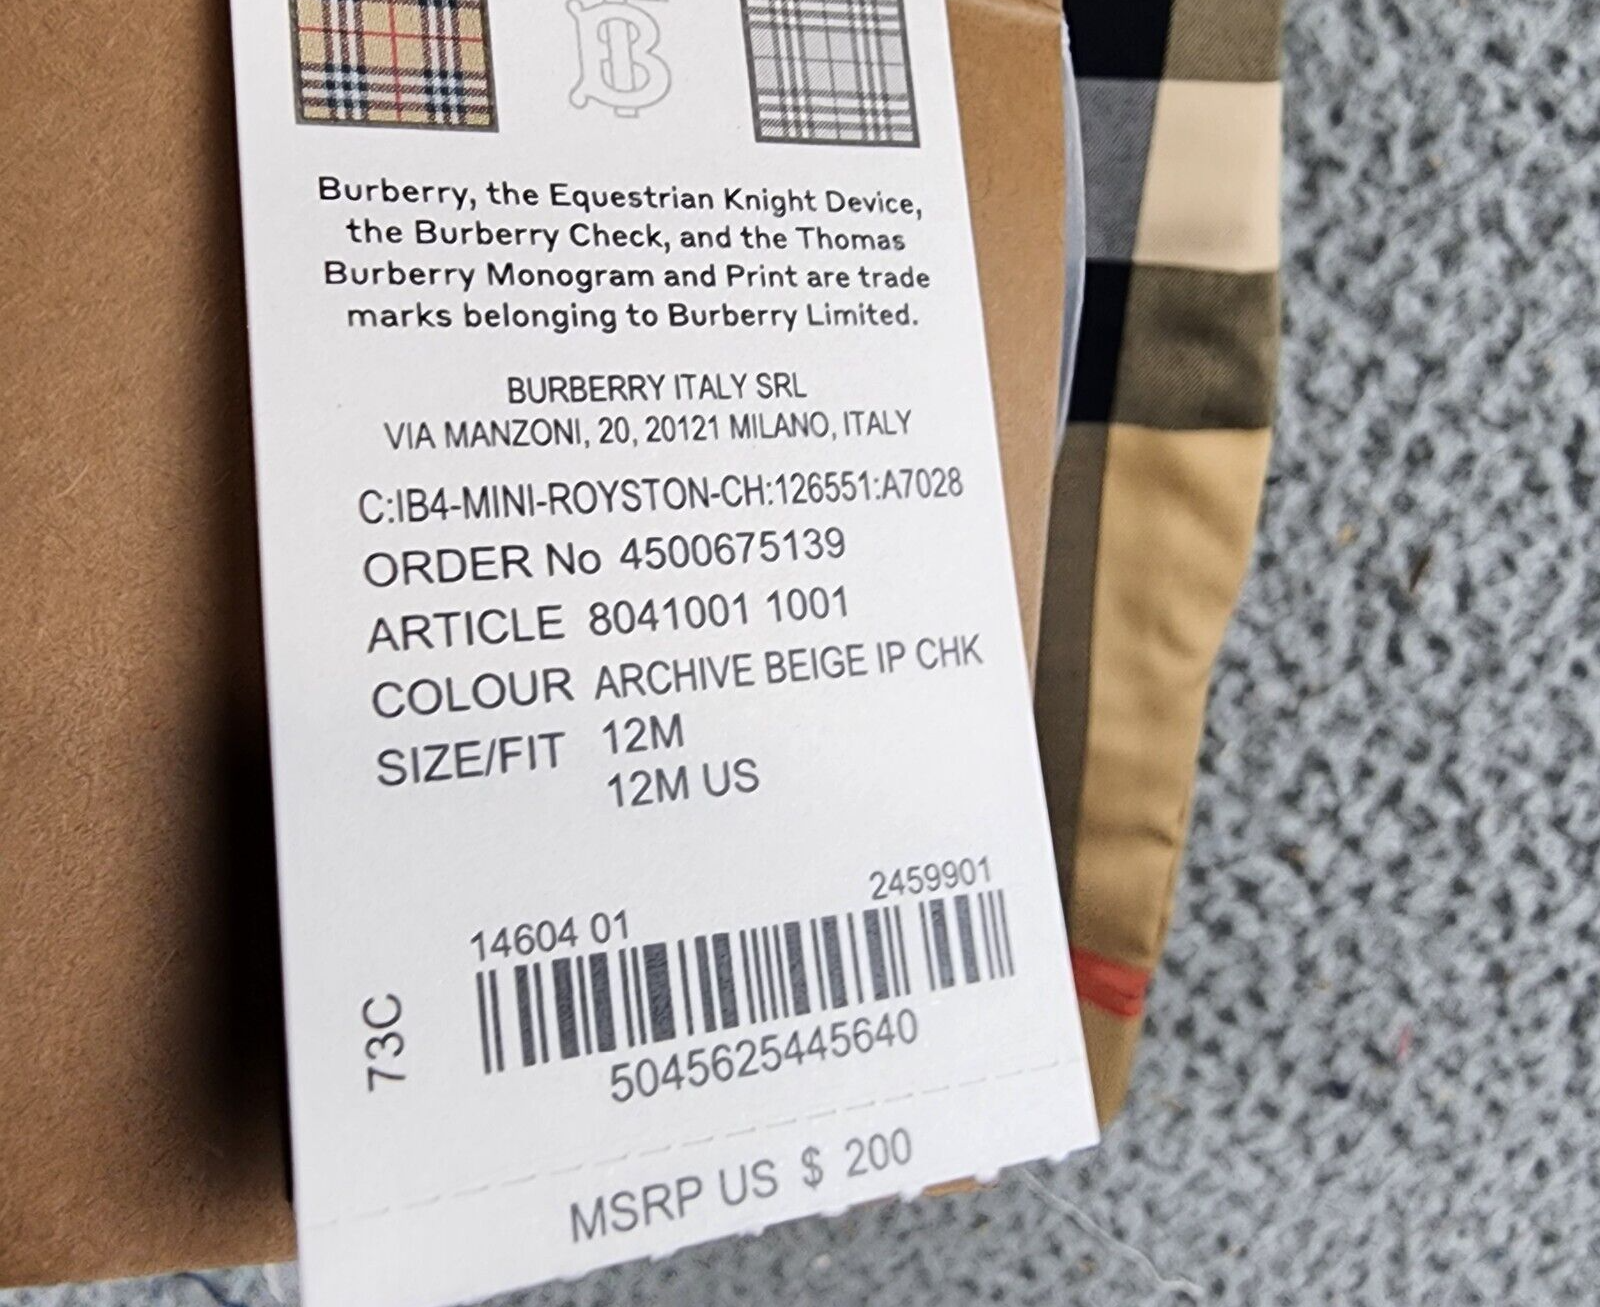 Burberry, the Equestrian Knight Device,
the Burberry Check, and the Thomas
Burberry Monogram and Print are trade
marks belonging to Burberry Limited.
BURBERRY ITALY SRL
VIA MANZONI, 20, 20121 MILANO, ITALY
C:IB4-MINI-ROYSTON-CH:126551:A7028
ORDER No 4500675139
ARTICLE 8041001 1001
COLOUR ARCHIVE BEIGE IP CHK
SIZE/FIT 12M
12M US
14604 01 2459901
73C
5045625445640
MSRP US $ 200